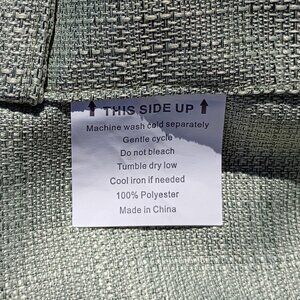 ↑ THIS SIDE UP ↑
Machine wash cold separately
Gentle cycle
Do not bleach
Tumble dry low
Cool iron if needed
100% Polyester
Made in China